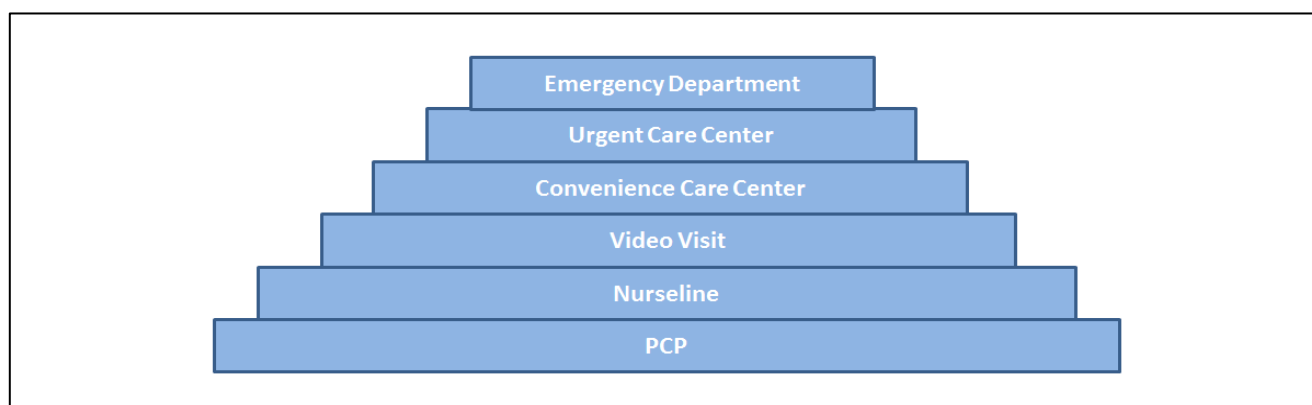 Emergency Department
Urgent Care Center
Convenience Care Center
Video Visit
Nurseline
PCP